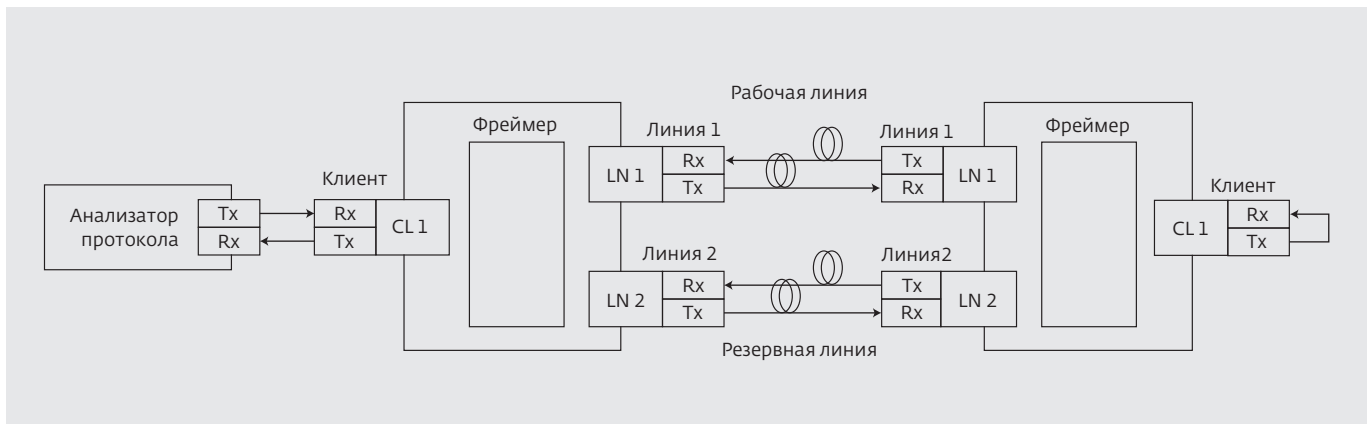 Рабочая линия
Фреймер
Линия 1
Линия 1
Фреймер
Rx
Tx
LN 1
LN 1
Tx
Rx
Клиент
Клиент
Анализатор
протокола
Tx
Rx
Rx
Tx
CL 1
CL 1
Rx
Tx
Линия 2
Линия2
Rx
Tx
LN 2
LN 2
Tx
Rx
Резервная линия